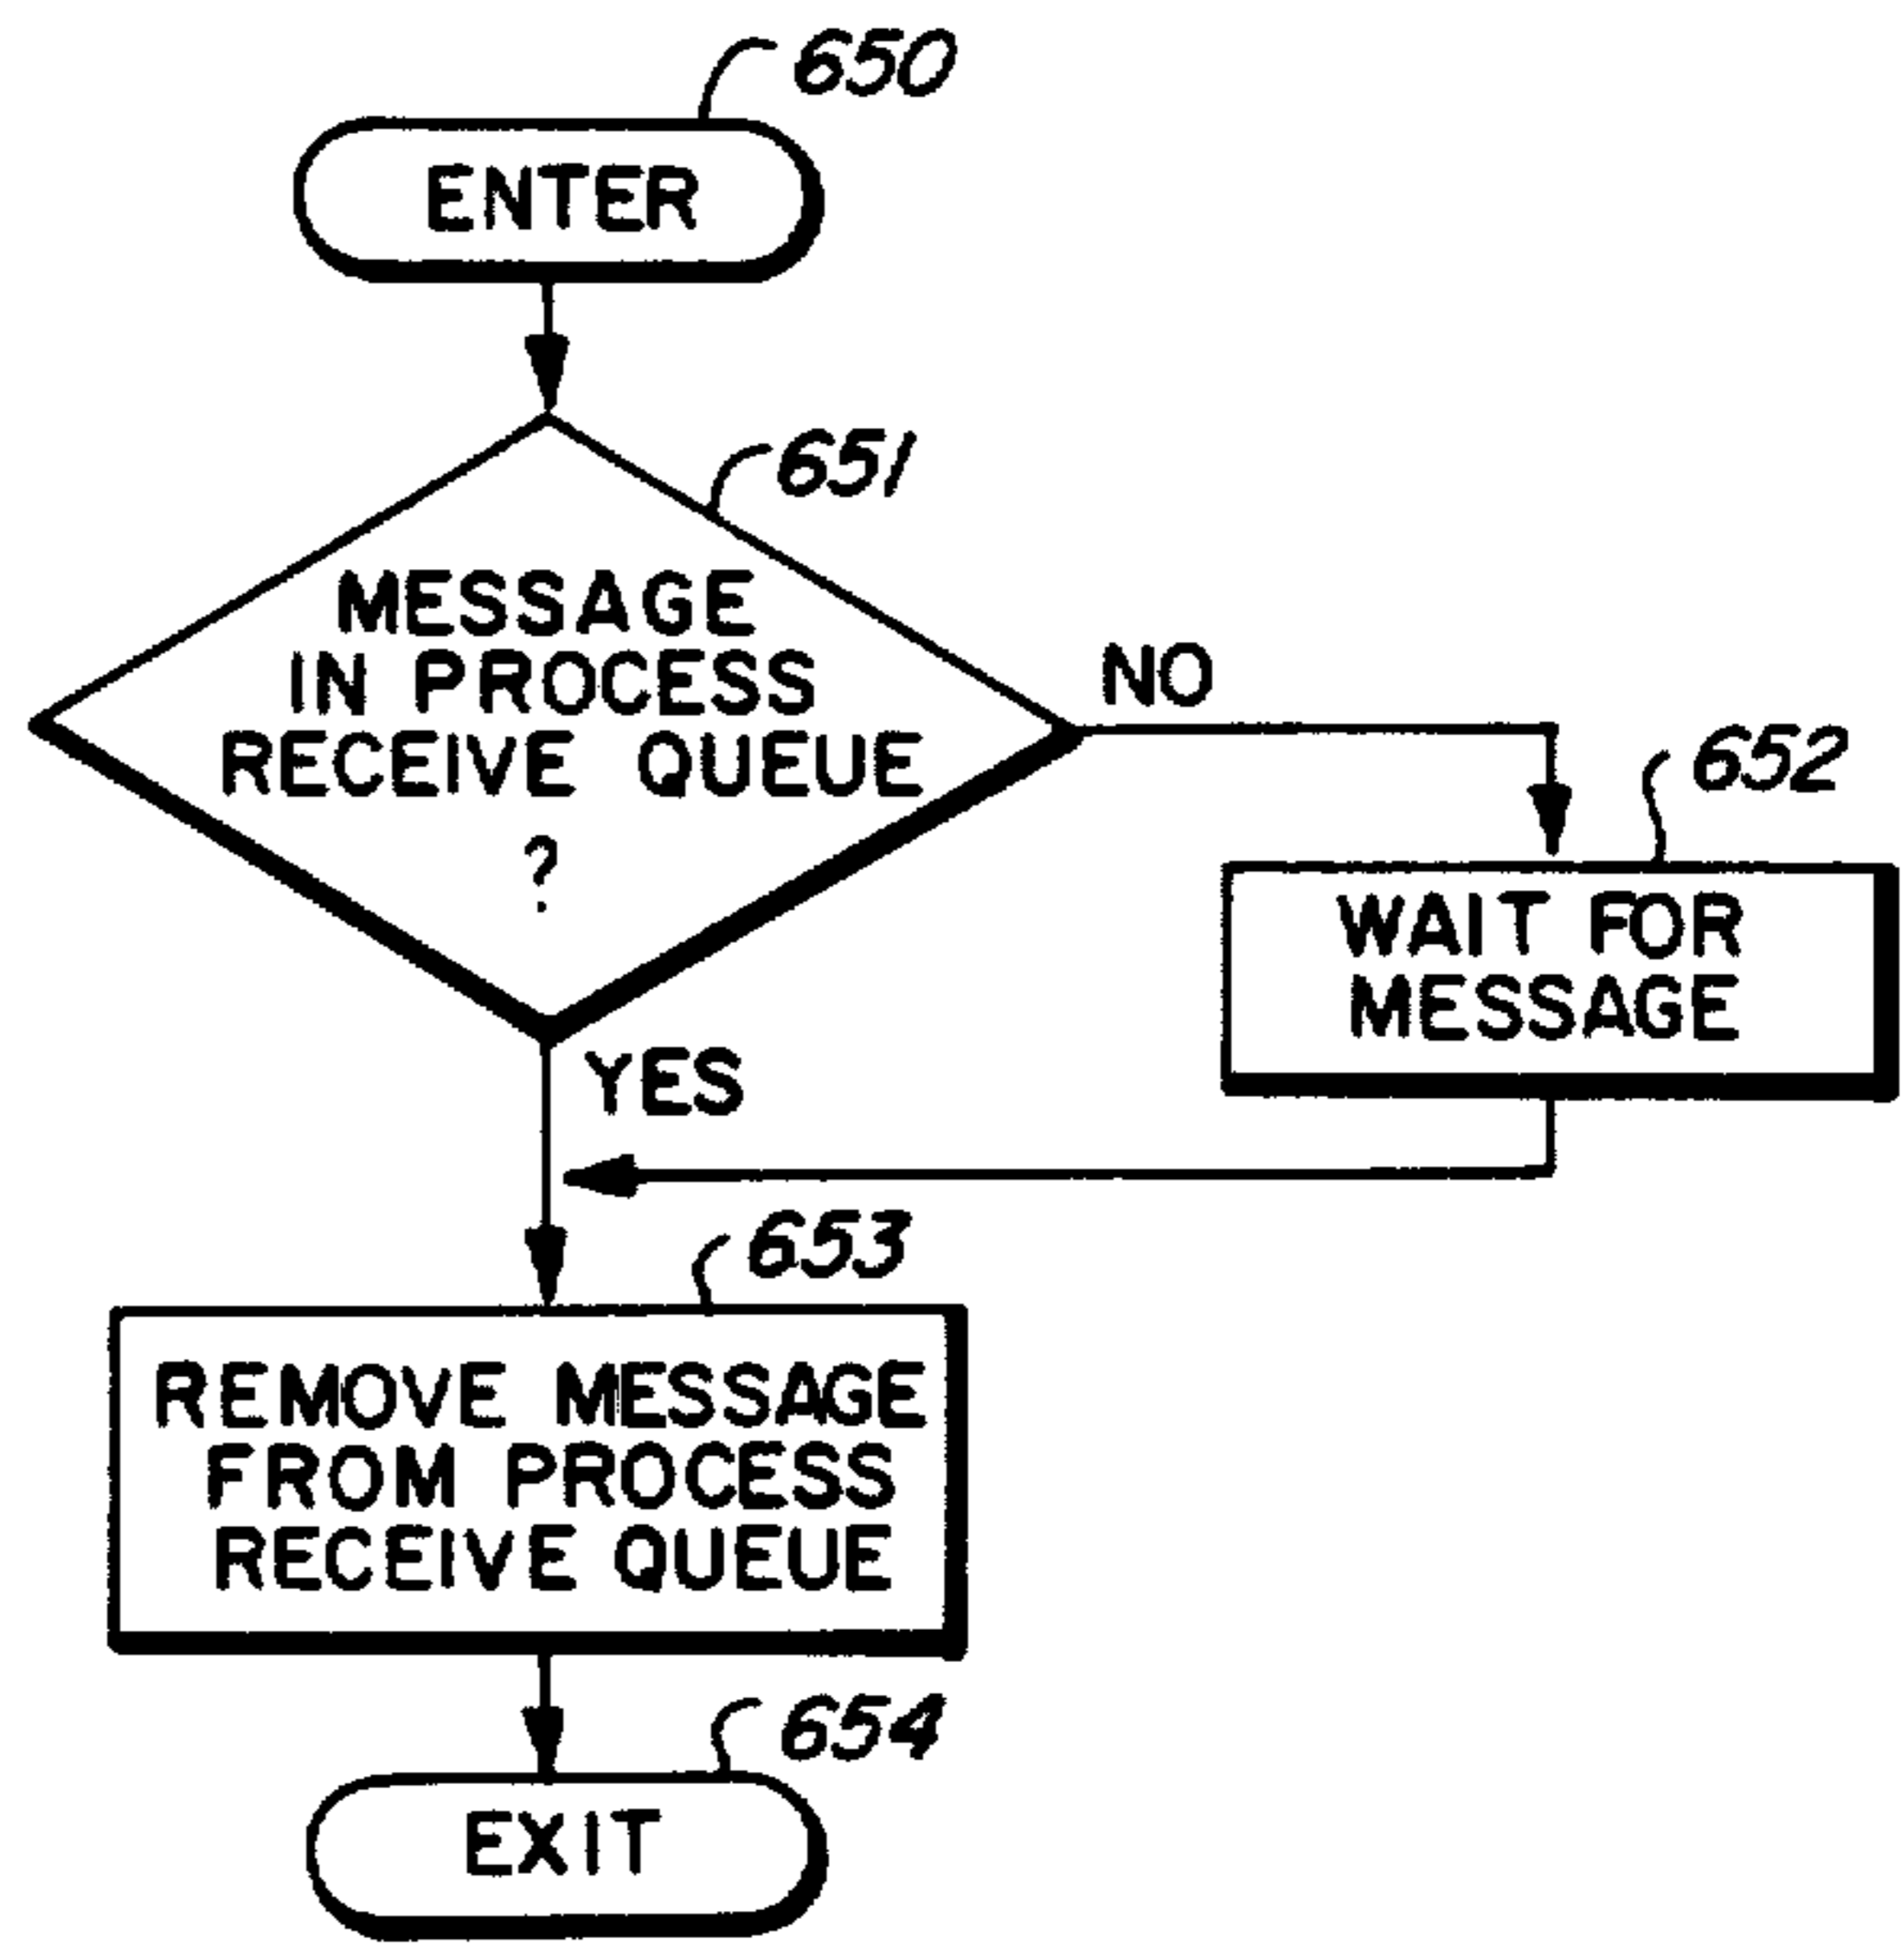 650
ENTER
651
MESSAGE
IN PROCESS
RECEIVE QUEUE
?
NO
652
WAIT FOR
MESSAGE
YES
653
REMOVE MESSAGE
FROM PROCESS
RECEIVE QUEUE
654
EXIT